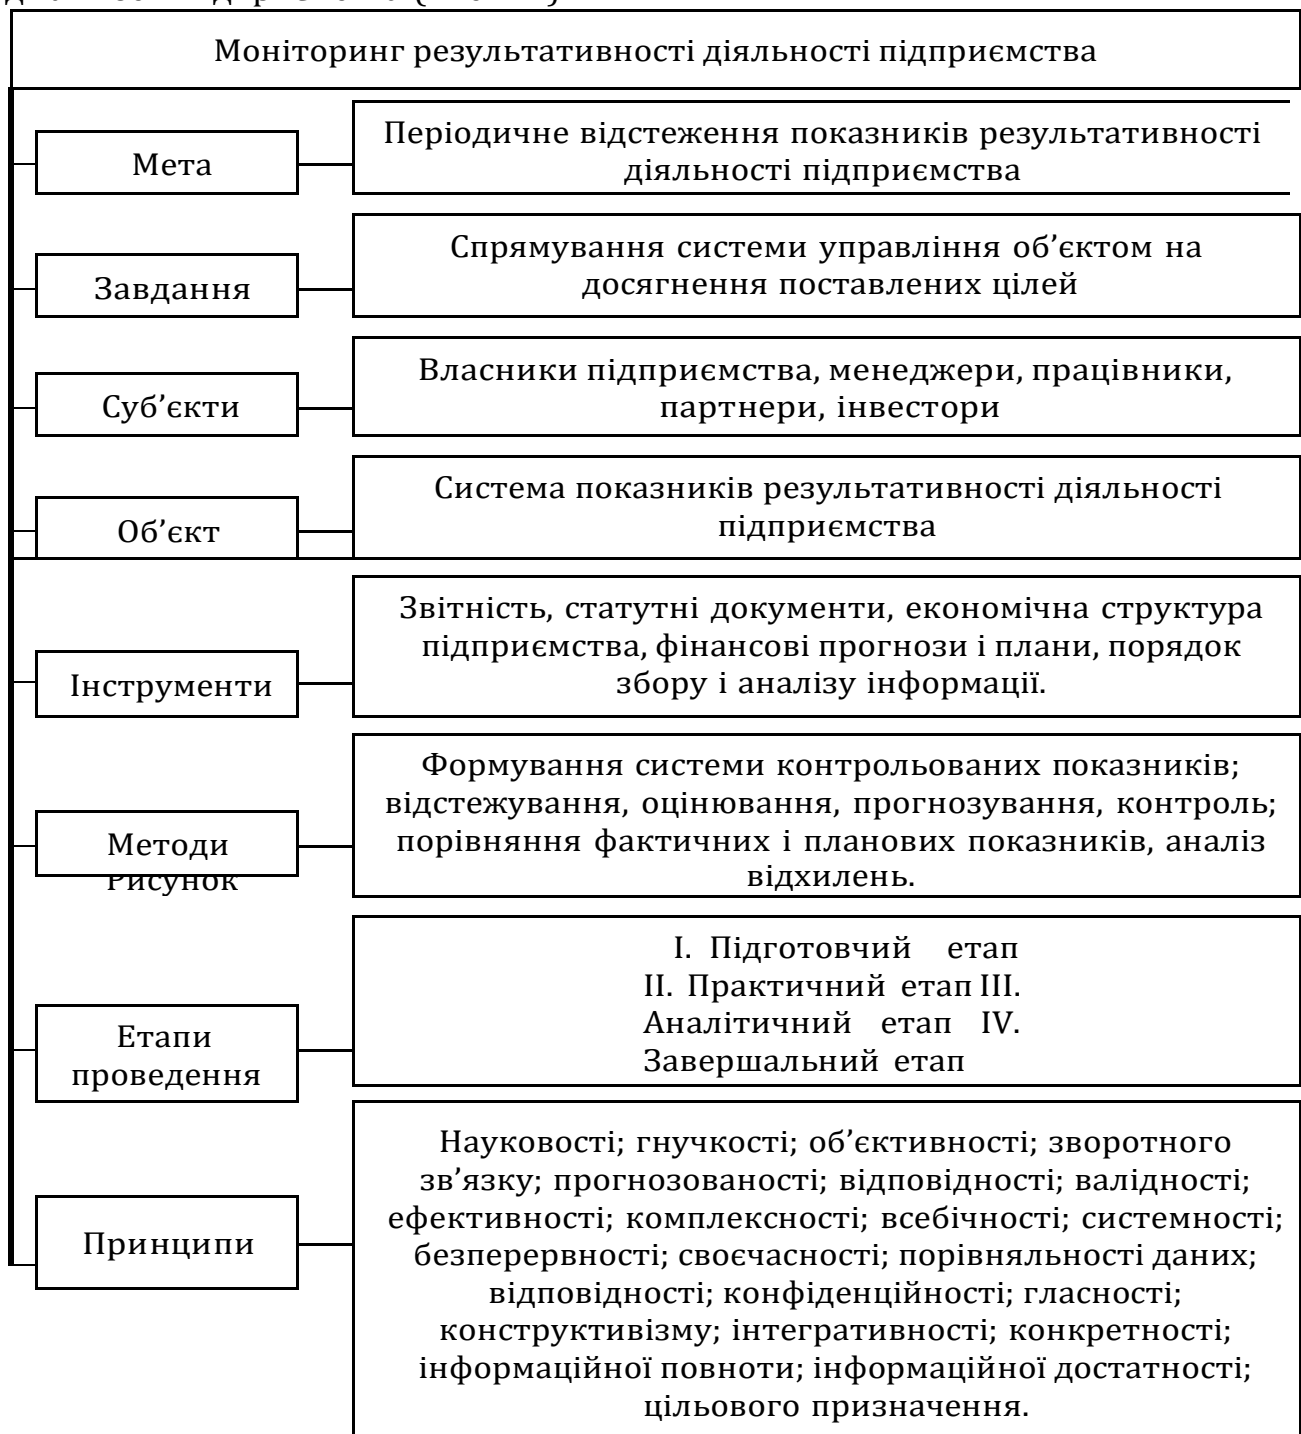 Моніторинг результативності діяльності підприємства
Мета
Періодичне відстеження показників результативності
діяльності підприємства
Завдання
Спрямування системи управління об’єктом на
досягнення поставлених цілей
Суб’єкти
Власники підприємства, менеджери, працівники,
партнери, інвестори
Об’єкт
Система показників результативності діяльності
підприємства
Інструменти
Звітність, статутні документи, економічна структура
підприємства, фінансові прогнози і плани, порядок
збору і аналізу інформації.
Методи
Рисунок
Формування системи контрольованих показників;
відстежування, оцінювання, прогнозування, контроль;
порівняння фактичних і планових показників, аналіз
відхилень.
Етапи
проведення
I. Підготовчий етап
II. Практичний етап III.
Аналітичний етап IV.
Завершальний етап
Принципи
Науковості; гнучкості; об’єктивності; зворотного
зв’язку; прогнозованості; відповідності; валідності;
ефективності; комплексності; всебічності; системності;
безперервності; своєчасності; порівняльності даних;
відповідності; конфіденційності; гласності;
конструктивізму; інтегративності; конкретності;
інформаційної повноти; інформаційної достатності;
цільового призначення.